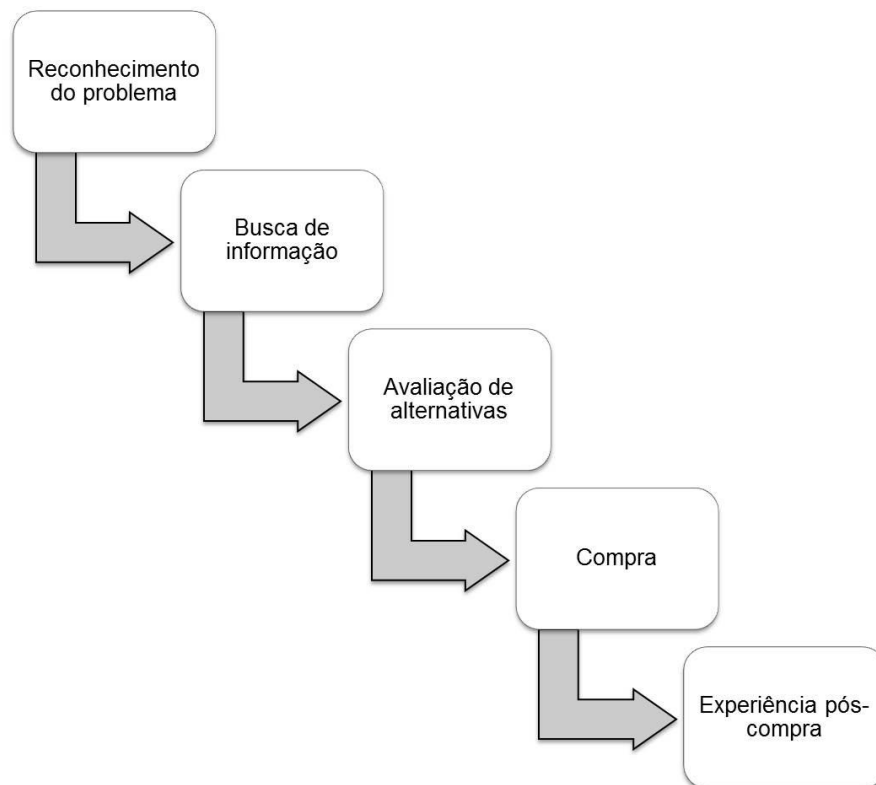 Reconhecimento
do problema
Busca de
informação
Avaliação de
alternativas
Compra
Experiência pós-
compra